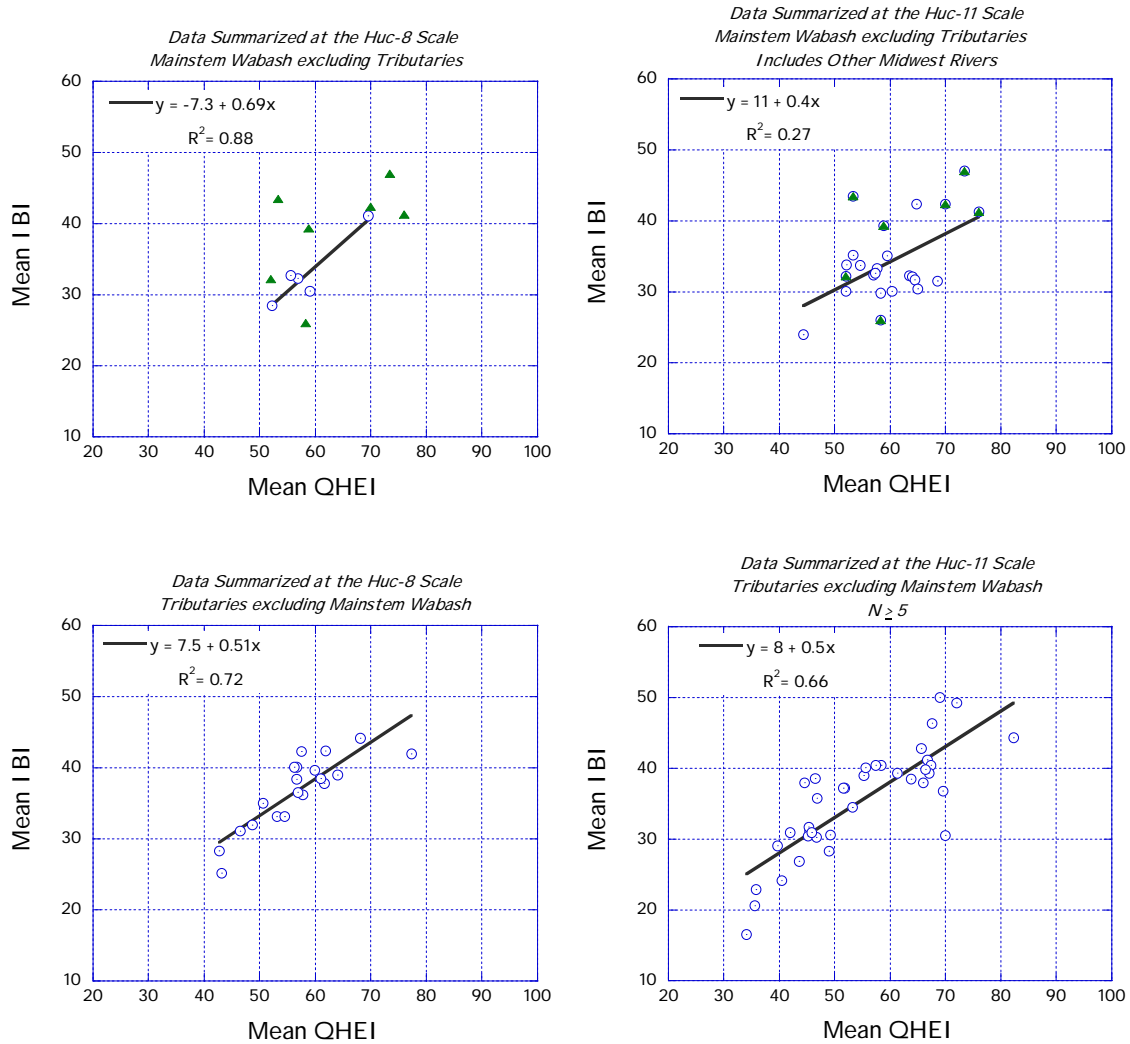 Data Summarized at the Huc-8 Scale
Mainstem Wabash excluding Tributaries
60
50
40
30
20
10
y = -7.3 + 0.69x
R²= 0.88
20 30 40 50 60 70 80 90 100
Mean QHEI
Mean IBI
Data Summarized at the Huc-11 Scale
Mainstem Wabash excluding Tributaries
Includes Other Midwest Rivers
60
50
40
30
20
10
y = 11 + 0.4x
R²= 0.27
20 30 40 50 60 70 80 90 100
Mean QHEI
Mean IBI
Data Summarized at the Huc-8 Scale
Tributaries excluding Mainstem Wabash
60
50
40
30
20
10
y = 7.5 + 0.51x
R²= 0.72
20 30 40 50 60 70 80 90 100
Mean QHEI
Mean IBI
Data Summarized at the Huc-11 Scale
Tributaries excluding Mainstem Wabash
N ≥ 5
60
50
40
30
20
10
y = 8 + 0.5x
R²= 0.66
20 30 40 50 60 70 80 90 100
Mean QHEI
Mean IBI